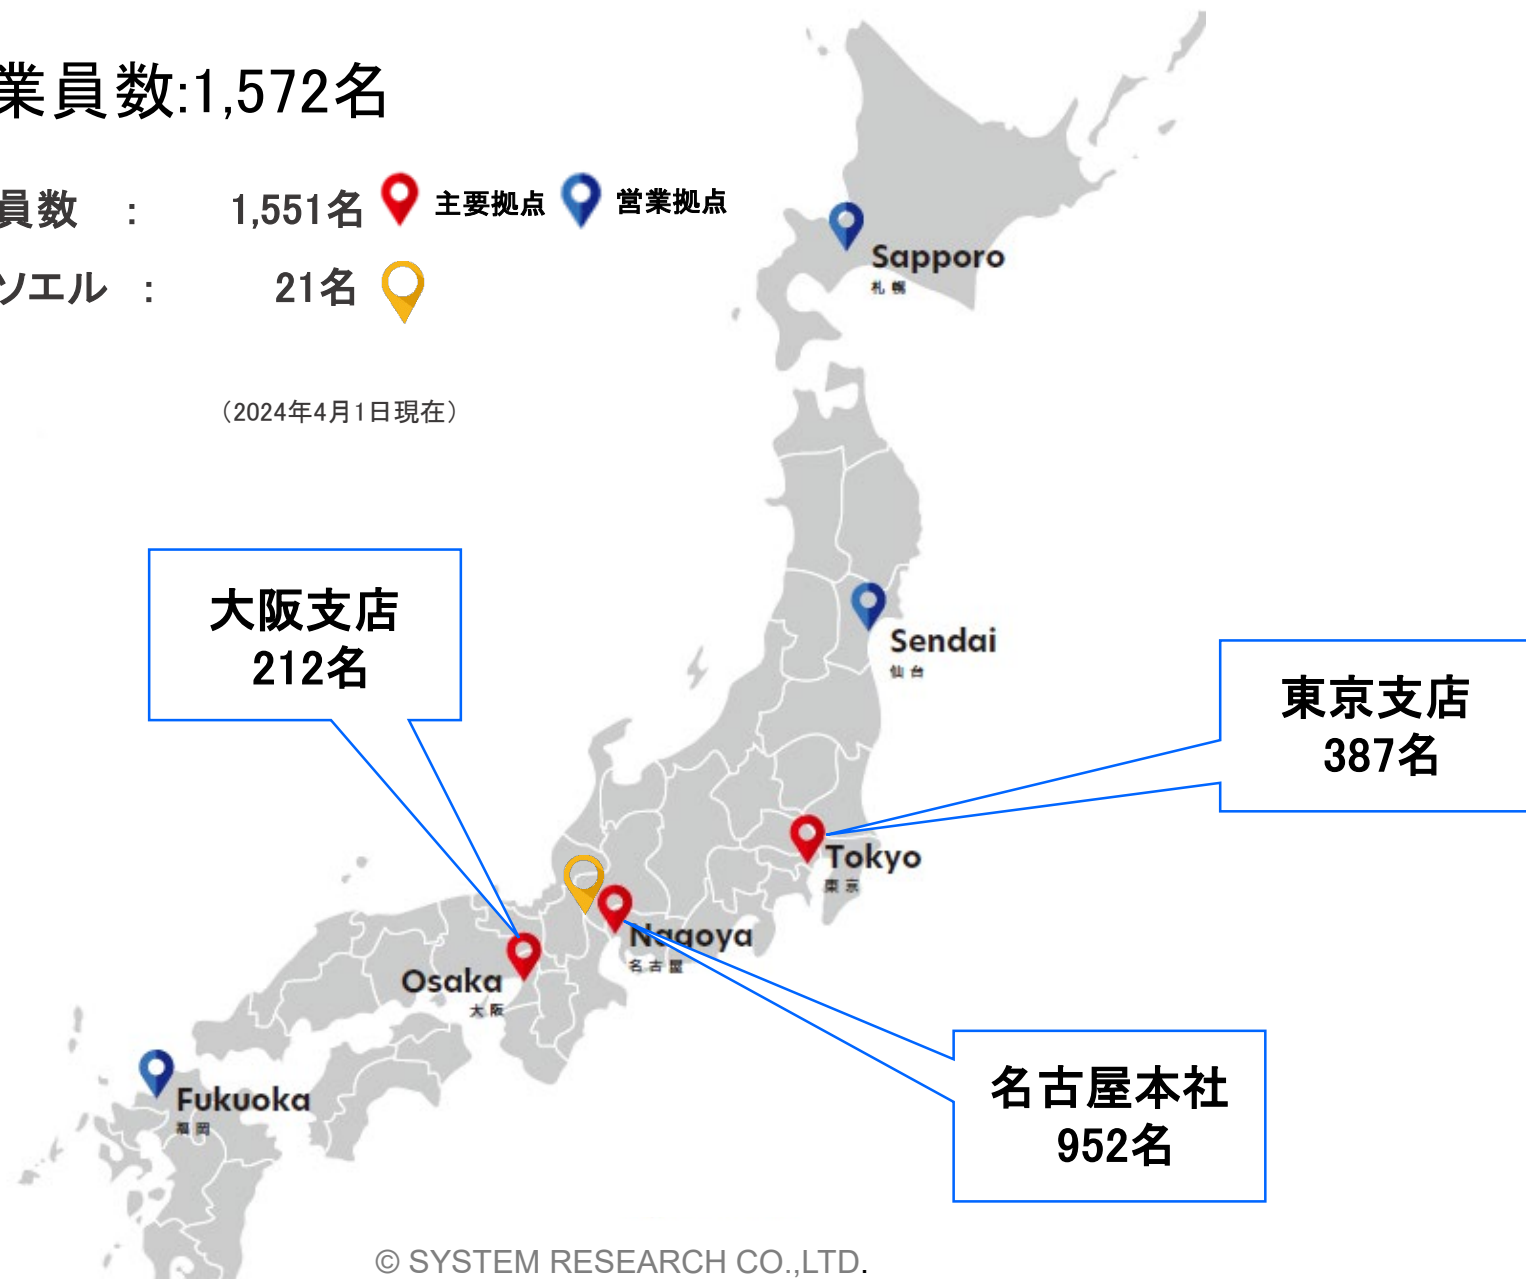 業員数:1,572名
員数 : 1,551名 主要拠点 営業拠点
ソエル : 21名
（2024年4月1日現在）
Sapporo
札幌
大阪支店
212名
Sendai
仙台
東京支店
387名
Tokyo
東京
Nagoya
名古屋
Osaka
大阪
名古屋本社
952名
Fukuoka
福岡
© SYSTEM RESEARCH CO.,LTD.